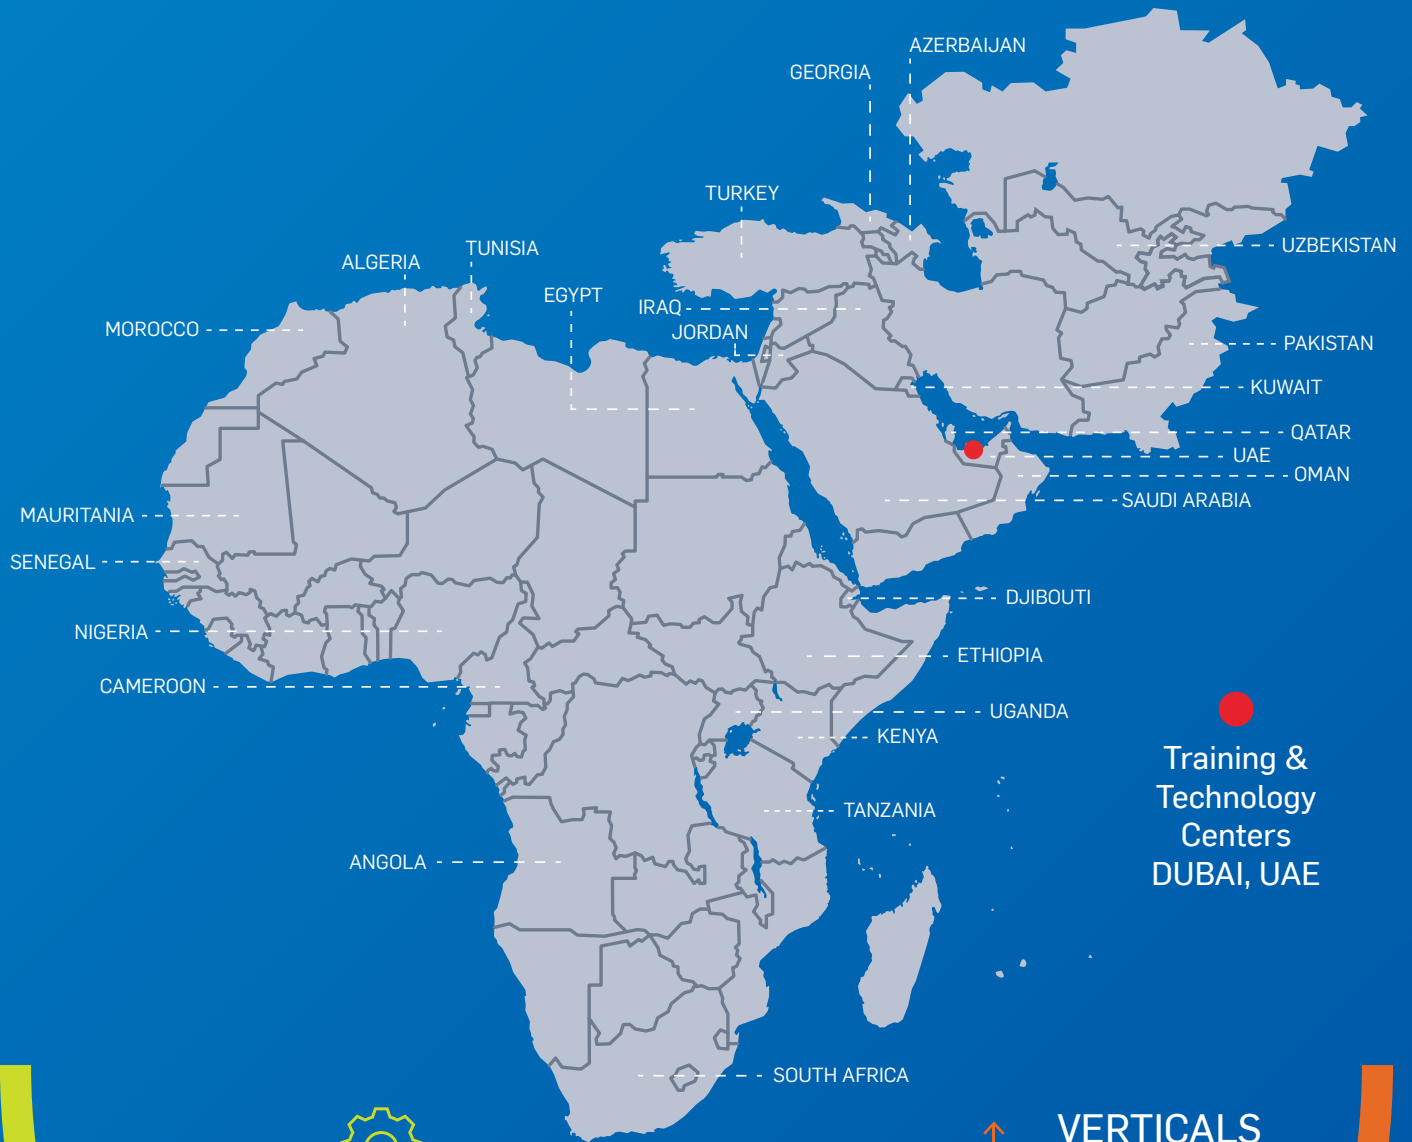 AZERBAIJAN
GEORGIA
TURKEY
TUNISIA
UZBEKISTAN
ALGERIA
EGYPT
IRAQ
MOROCCO
JORDAN
PAKISTAN
KUWAIT
QATAR
UAE
OMAN
SAUDI ARABIA
MAURITANIA
SENEGAL
DJIBOUTI
NIGERIA
ETHIOPIA
CAMEROON
UGANDA
KENYA
Training &
Technology
Centers
DUBAI, UAE
TANZANIA
ANGOLA
SOUTH AFRICA
VERTICALS